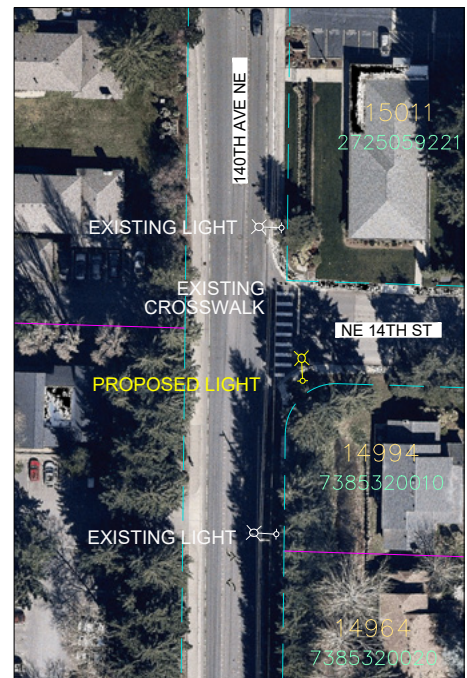 140TH AVE NE
15011
2725059221
EXISTING LIGHT
EXISTING
CROSSWALK
NE 14TH ST
PROPOSED LIGHT
14994
7385320010
EXISTING LIGHT
14964
7385320020